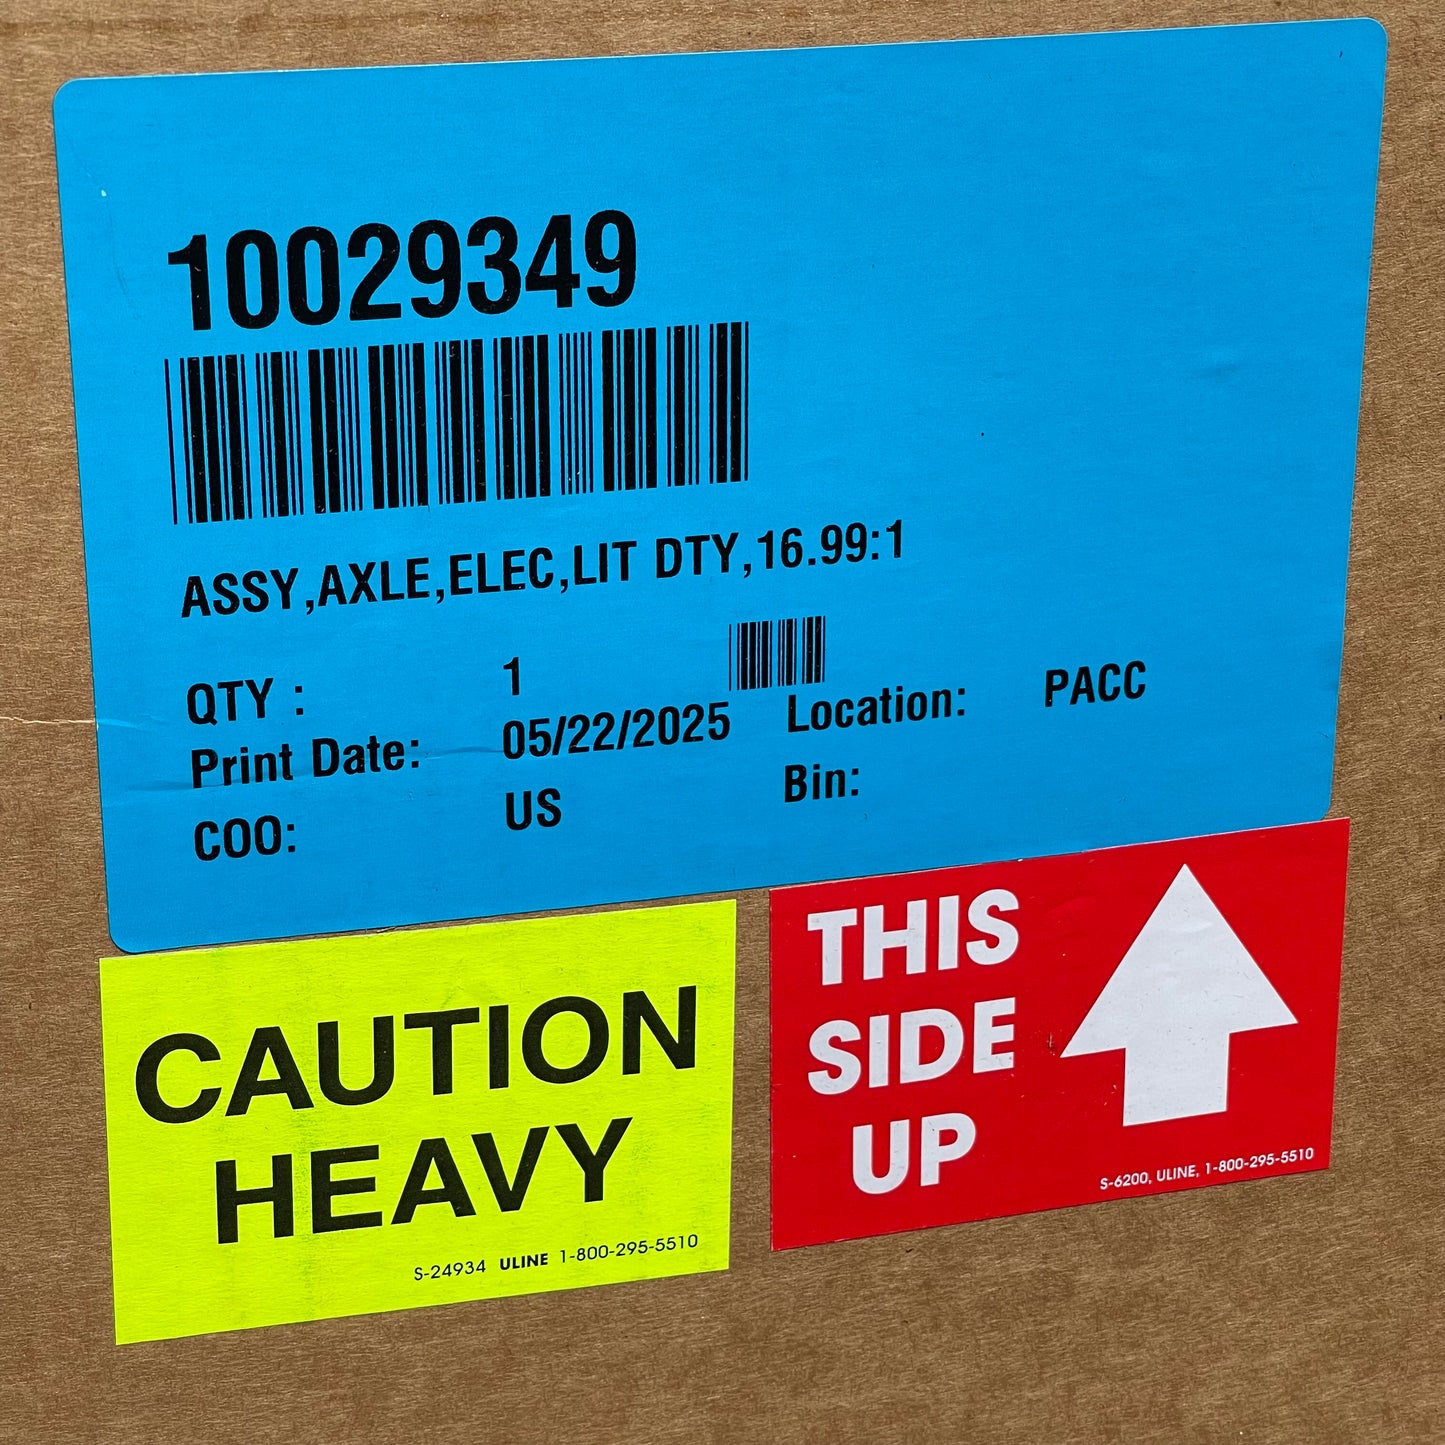 10029349
ASSY,AXLE,ELEC,LIT DTY,16.99:1
QTY : 1
Print Date: 05/22/2025 Location: PACC
COO: US Bin:
CAUTION
HEAVY
S-24934 ULINE 1-800-295-5510
THIS
SIDE
UP
S-6200, ULINE, 1-800-295-5510